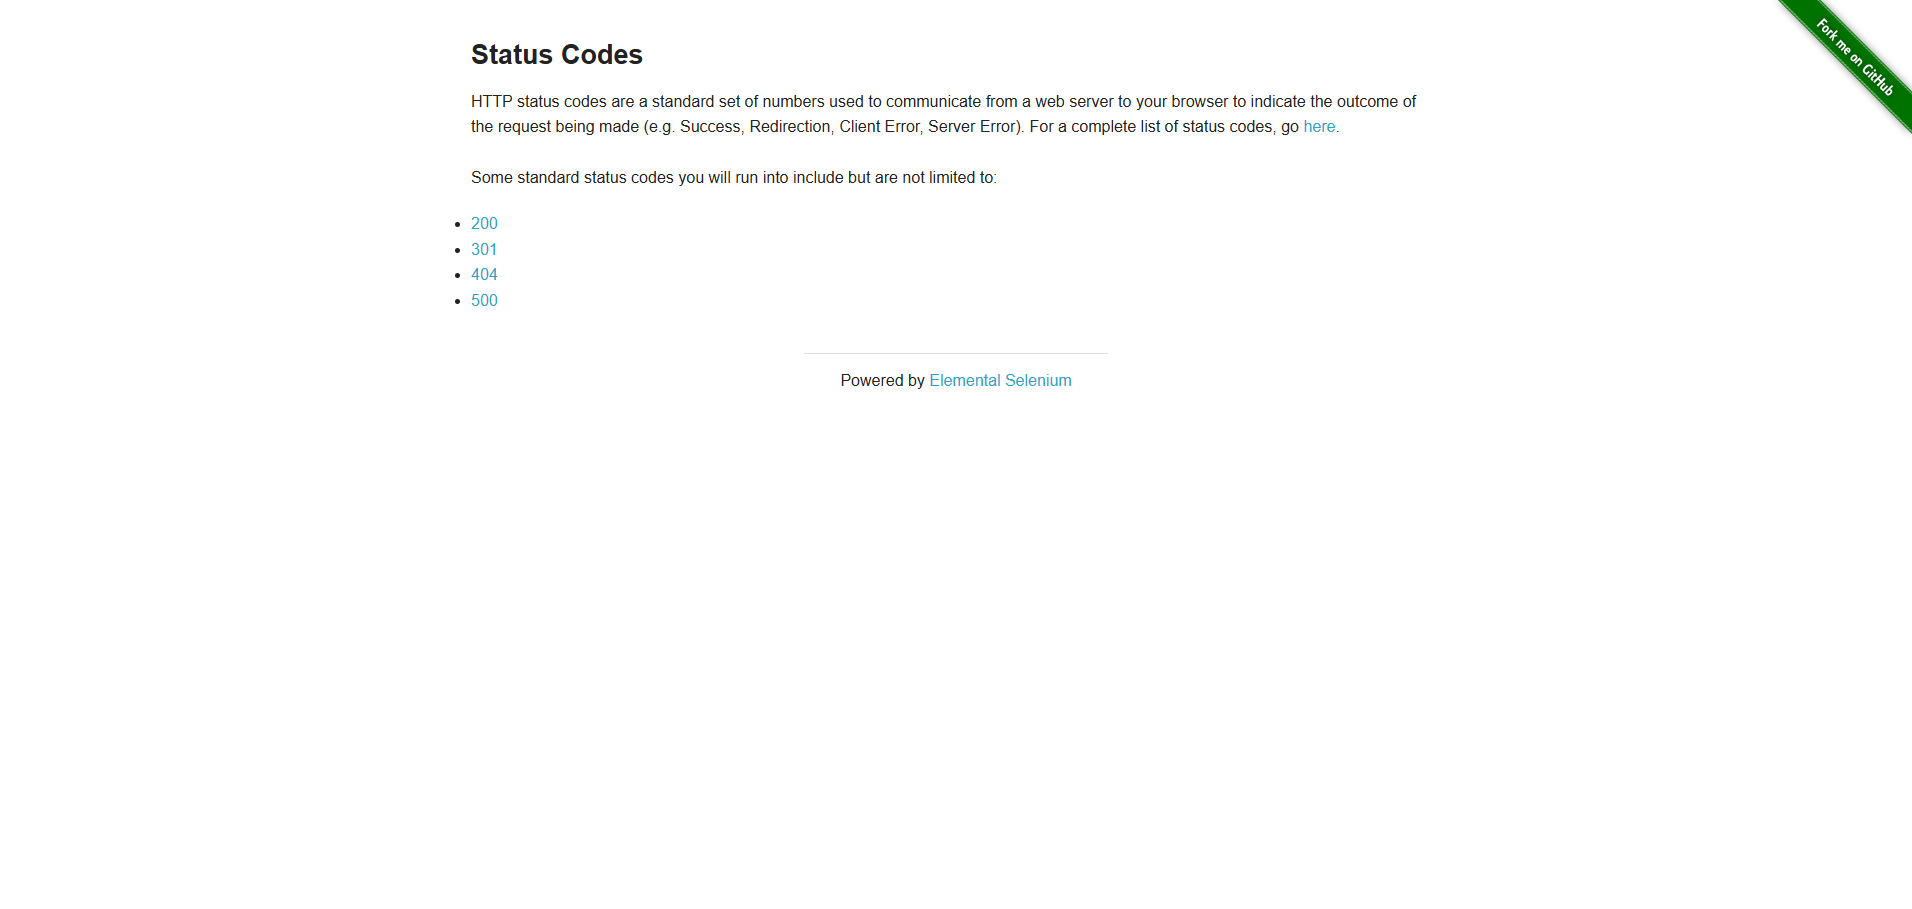 Fork me on GitHub
Status Codes
HTTP status codes are a standard set of numbers used to communicate from a web server to your browser to indicate the outcome of
the request being made (e.g. Success, Redirection, Client Error, Server Error). For a complete list of status codes, go here.
Some standard status codes you will run into include but are not limited to:
200
301
404
500
Powered by Elemental Selenium